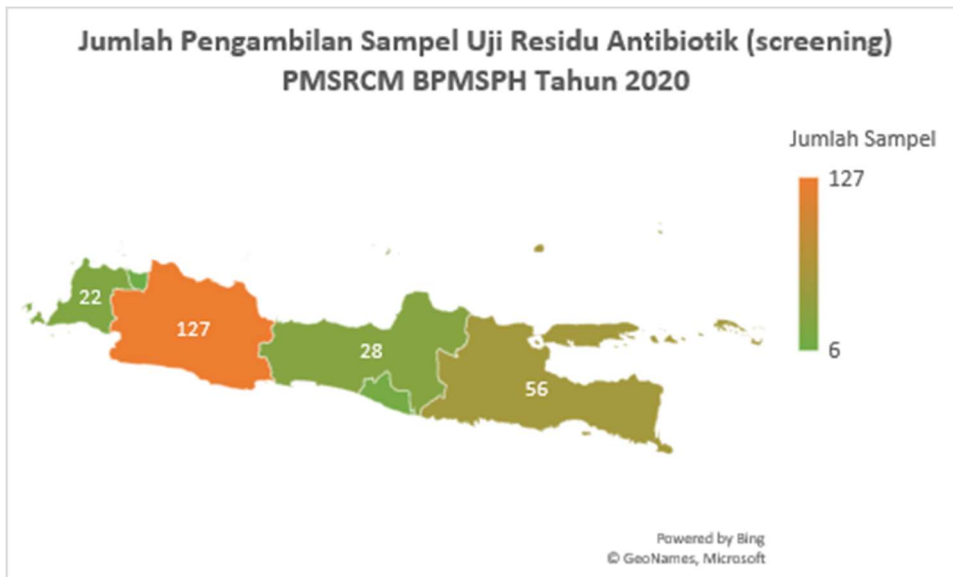 Jumlah Pengambilan Sampel Uji Residu Antibiotik (screening)
PMSRCM BPMSPH Tahun 2020
Jumlah Sampel
127
6
22
127
28
56
Powered by Bing
© GeoNames, Microsoft